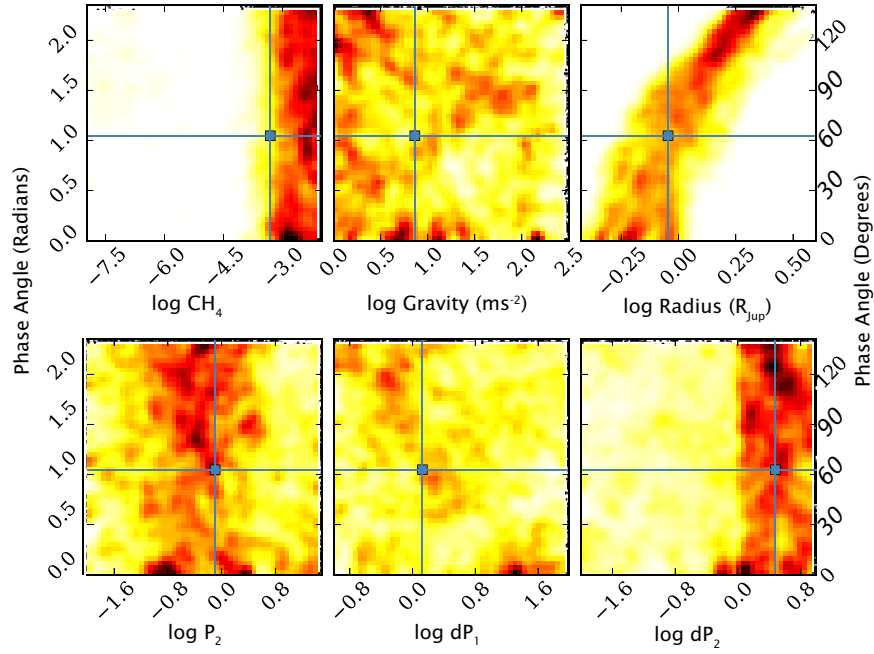 Phase Angle (Radians)
2.0
1.5
1.0
0.5
0.0
−7.5 −6.0 −4.5 −3.0
log CH₄
0.0 0.5 1.0 1.5 2.0 2.5
log Gravity (ms⁻²)
−0.25 0.00 0.25 0.50
log Radius (R_Jup)
120
90
60
30
0
Phase Angle (Degrees)
2.0
1.5
1.0
0.5
0.0
−1.6 −0.8 0.0 0.8
log P₂
−0.8 0.0 0.8 1.6
log dP₁
−1.6 −0.8 0.0 0.8
log dP₂
120
90
60
30
0